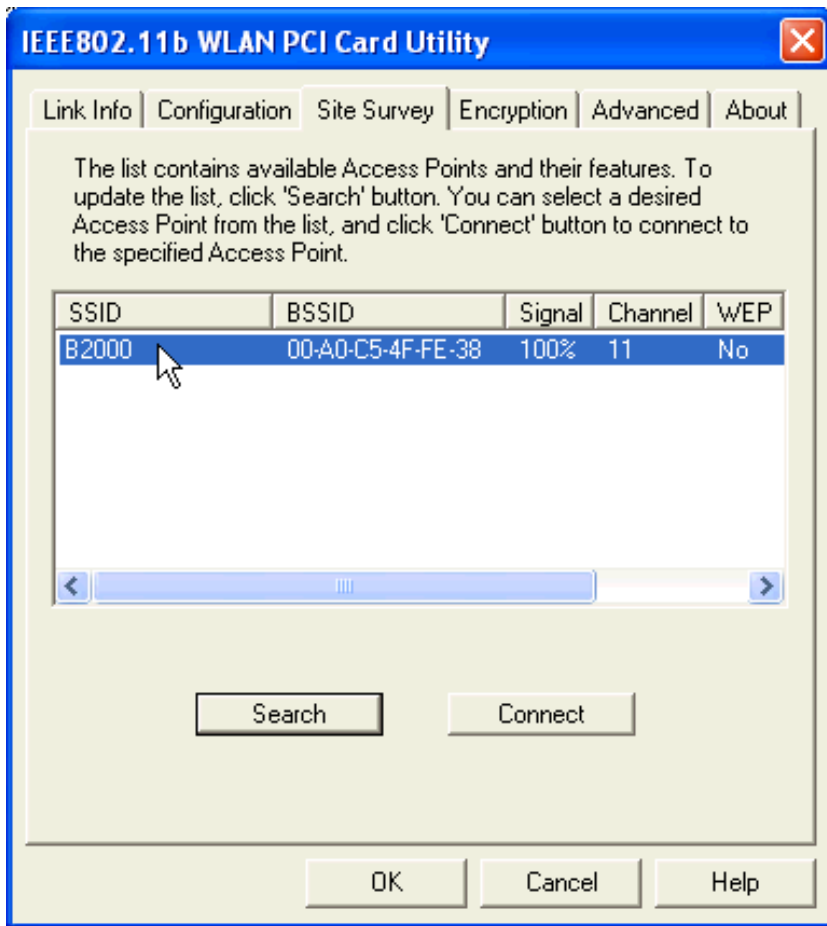 IEEE802.11b WLAN PCI Card Utility
Link Info Configuration Site Survey Encryption Advanced About
The list contains available Access Points and their features. To
update the list, click 'Search' button. You can select a desired
Access Point from the list, and click 'Connect' button to connect to
the specified Access Point.
SSID BSSID Signal Channel WEP
B2000 00-A0-C5-4F-FE-38 100% 11 No
Search Connect
OK Cancel Help